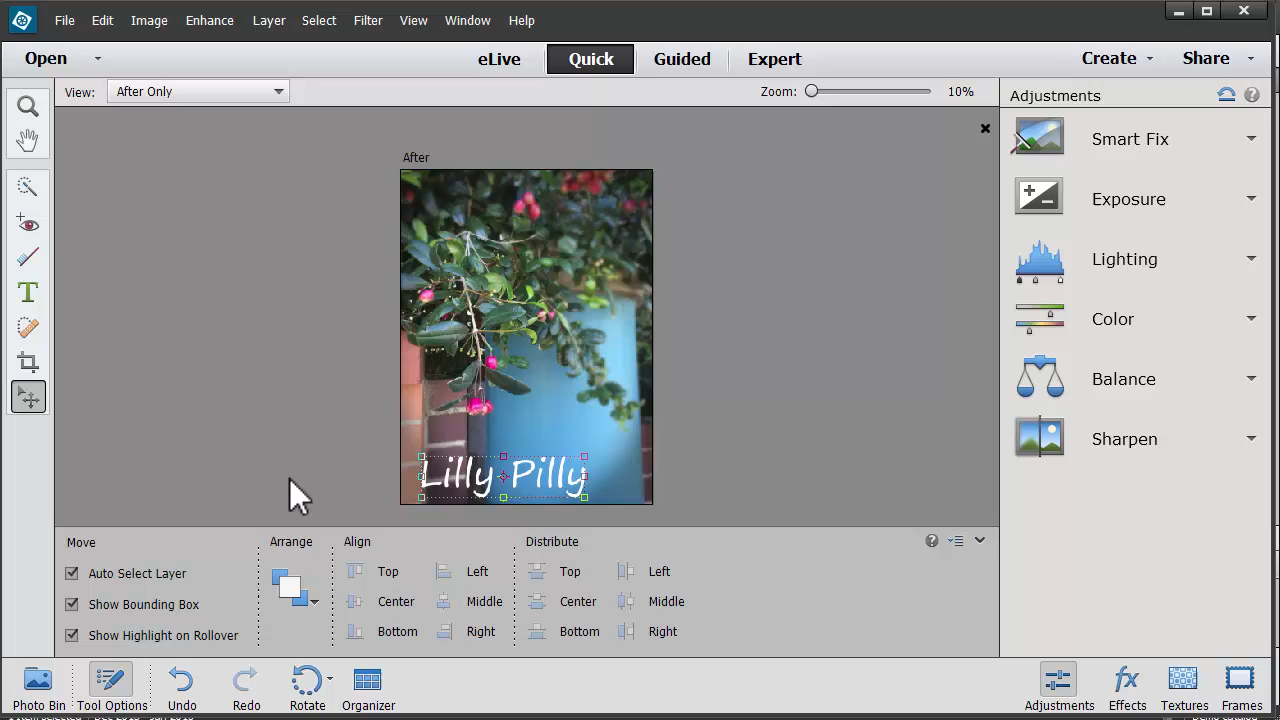 File Edit Image Enhance Layer Select Filter View Window Help
Open eLive Quick Guided Expert Create Share
View: After Only Zoom: 10%
Adjustments
After
Smart Fix
Exposure
Lighting
Color
Balance
Sharpen
Lilly Pilly
Move Arrange Align Distribute
Auto Select Layer Top Left Top Left
Show Bounding Box Center Middle Center Middle
Show Highlight on Rollover Bottom Right Bottom Right
Photo Bin Tool Options Undo Redo Rotate Organizer Adjustments Effects Textures Frames